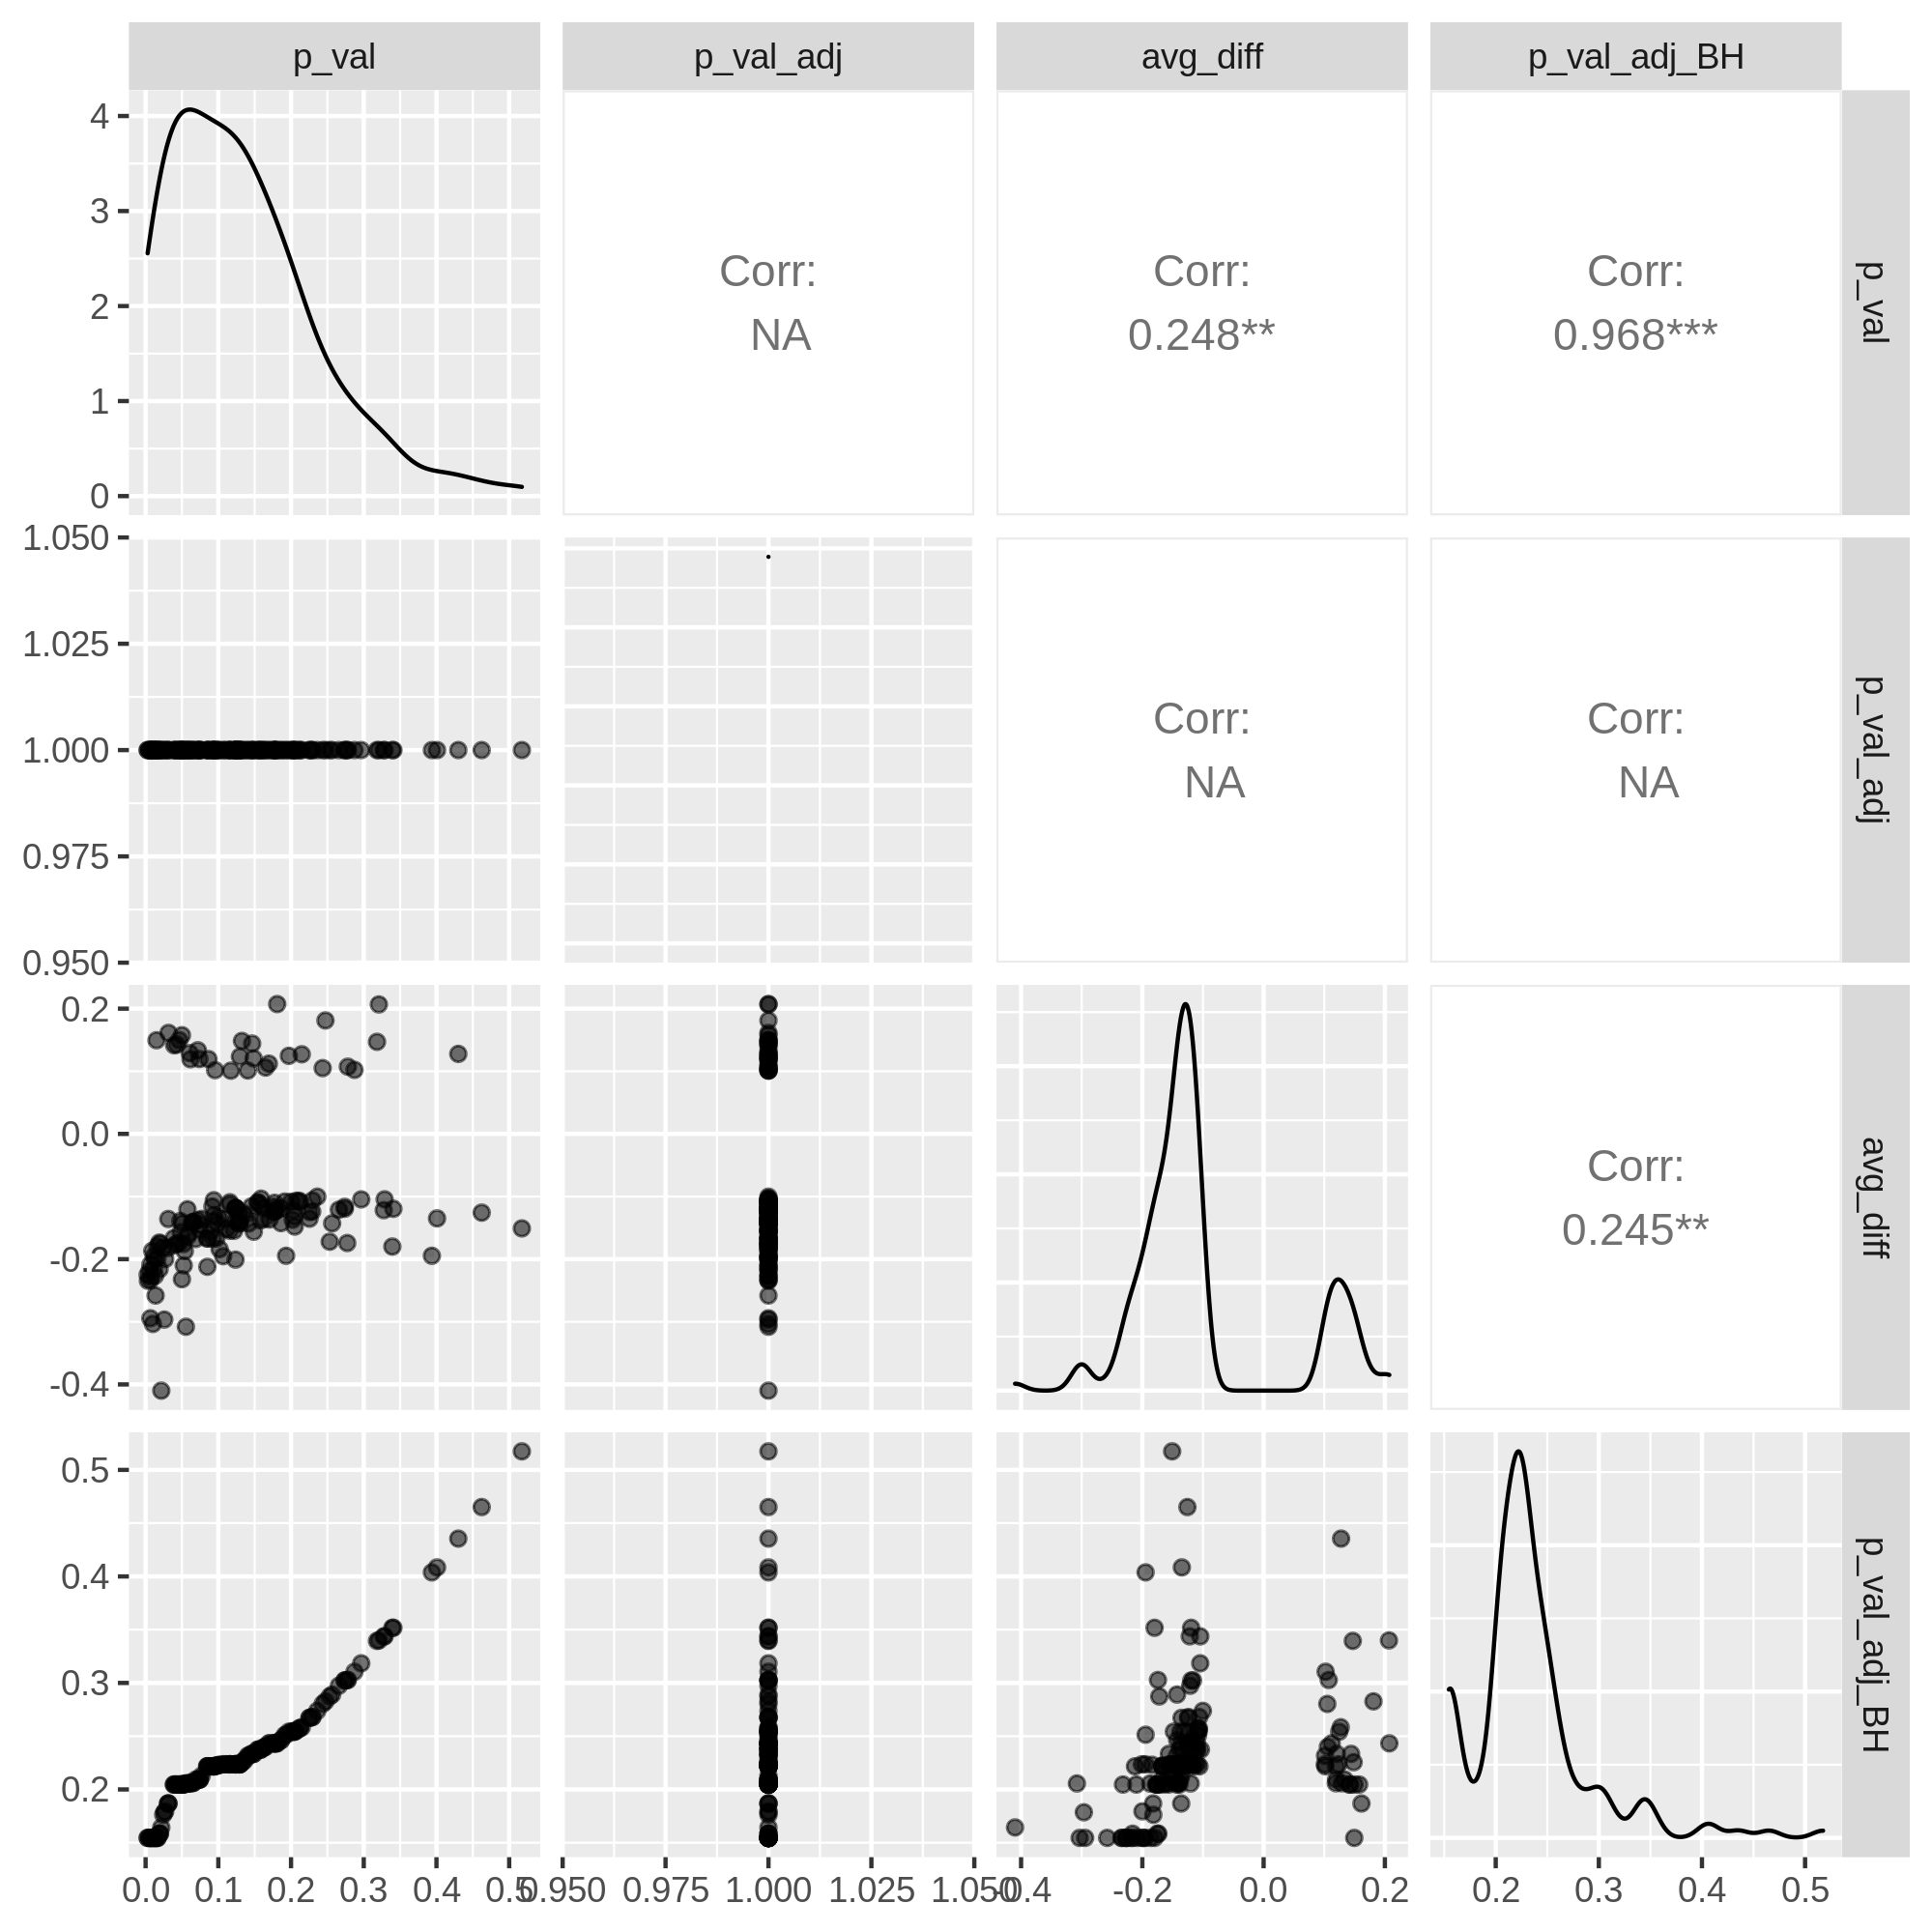 p_val
p_val_adj
avg_diff
p_val_adj_BH
4
3
2
1
0
Corr:
NA
Corr:
0.248**
Corr:
0.968***
p_val
1.050
1.025
1.000
0.975
0.950
Corr:
NA
Corr:
NA
p_val_adj
0.2
0.0
-0.2
-0.4
Corr:
0.245**
avg_diff
0.5
0.4
0.3
0.2
p_val_adj_BH
0.0 0.1 0.2 0.3 0.4 0.5
0.950 0.975 1.000 1.025 1.050
-0.4 -0.2 0.0 0.2
0.2 0.3 0.4 0.5